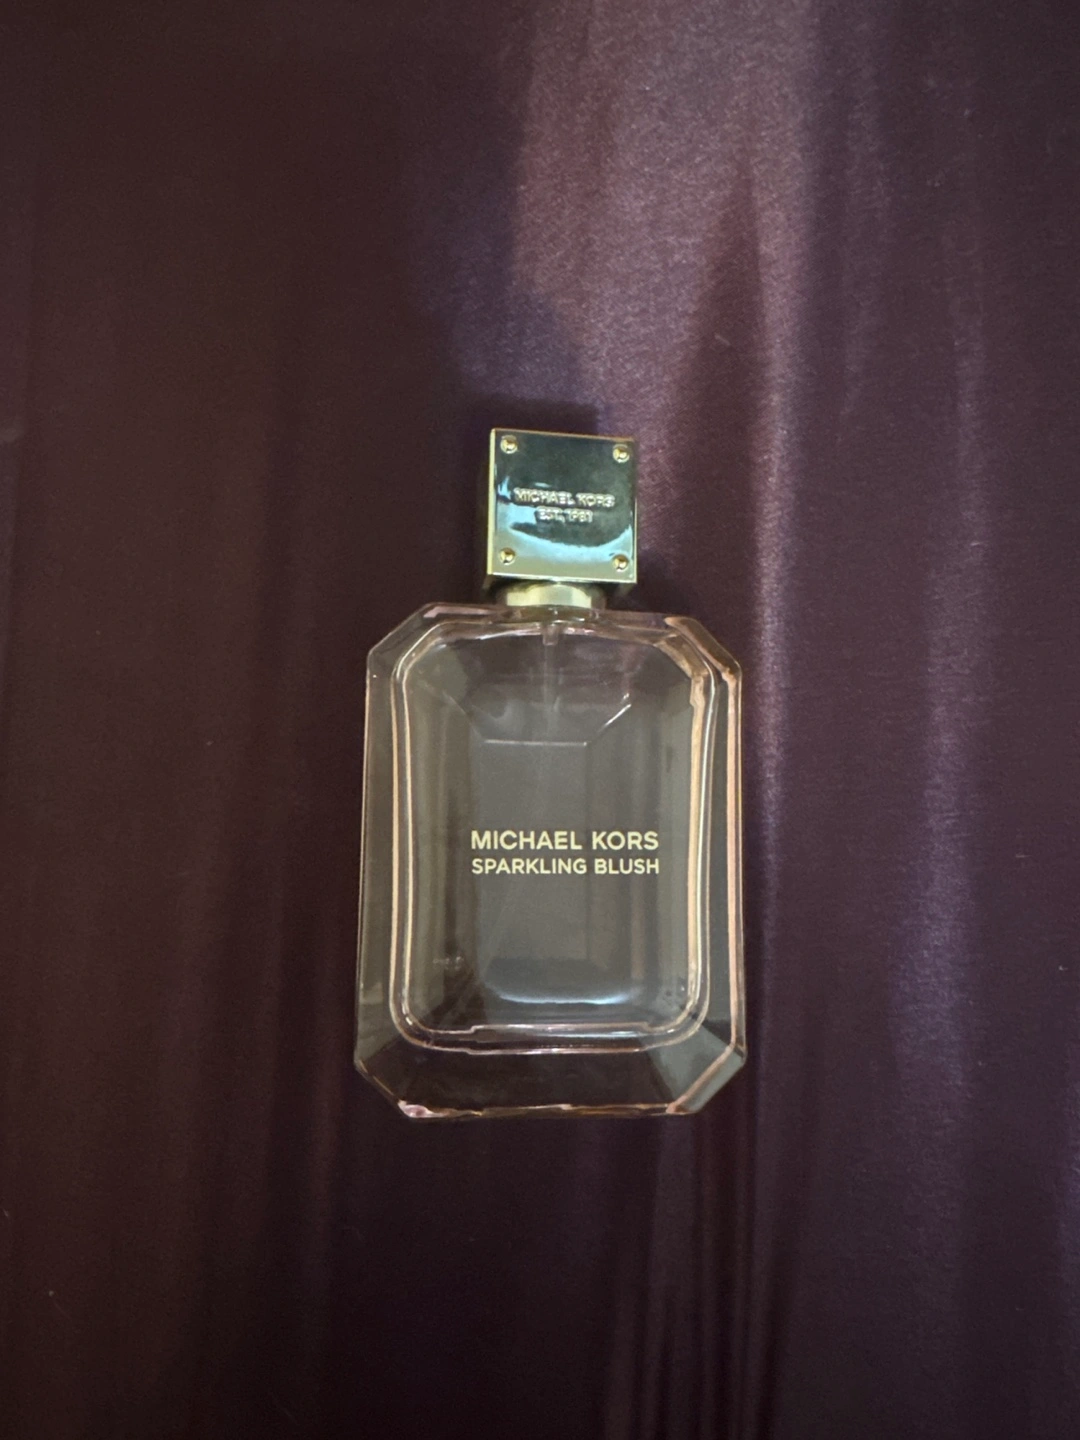 MICHAEL KORS
EST. 1981
MICHAEL KORS
SPARKLING BLUSH